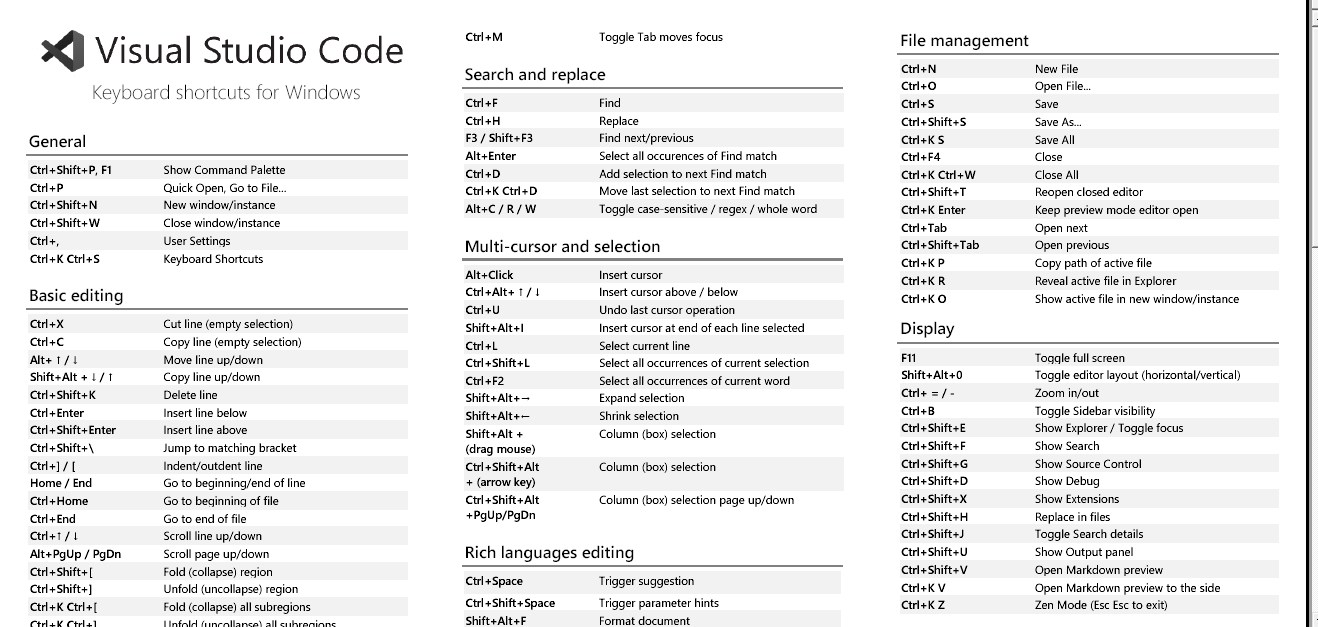 Visual Studio Code
Keyboard shortcuts for Windows
General
Ctrl+Shift+P, F1 Show Command Palette
Ctrl+P Quick Open, Go to File...
Ctrl+Shift+N New window/instance
Ctrl+Shift+W Close window/instance
Ctrl+, User Settings
Ctrl+K Ctrl+S Keyboard Shortcuts
Basic editing
Ctrl+X Cut line (empty selection)
Ctrl+C Copy line (empty selection)
Alt+ ↑ / ↓ Move line up/down
Shift+Alt + ↓ / ↑ Copy line up/down
Ctrl+Shift+K Delete line
Ctrl+Enter Insert line below
Ctrl+Shift+Enter Insert line above
Ctrl+Shift+\ Jump to matching bracket
Ctrl+] / [ Indent/outdent line
Home / End Go to beginning/end of line
Ctrl+Home Go to beginning of file
Ctrl+End Go to end of file
Ctrl+↑ / ↓ Scroll line up/down
Alt+PgUp / PgDn Scroll page up/down
Ctrl+Shift+[ Fold (collapse) region
Ctrl+Shift+] Unfold (uncollapse) region
Ctrl+K Ctrl+[ Fold (collapse) all subregions
Ctrl+K Ctrl+] Unfold (uncollapse) all subregions
Ctrl+M Toggle Tab moves focus
Search and replace
Ctrl+F Find
Ctrl+H Replace
F3 / Shift+F3 Find next/previous
Alt+Enter Select all occurences of Find match
Ctrl+D Add selection to next Find match
Ctrl+K Ctrl+D Move last selection to next Find match
Alt+C / R / W Toggle case-sensitive / regex / whole word
Multi-cursor and selection
Alt+Click Insert cursor
Ctrl+Alt+ ↑ / ↓ Insert cursor above / below
Ctrl+U Undo last cursor operation
Shift+Alt+I Insert cursor at end of each line selected
Ctrl+L Select current line
Ctrl+Shift+L Select all occurrences of current selection
Ctrl+F2 Select all occurrences of current word
Shift+Alt+→ Expand selection
Shift+Alt+← Shrink selection
Shift+Alt + Column (box) selection
(drag mouse)
Ctrl+Shift+Alt Column (box) selection
+ (arrow key)
Ctrl+Shift+Alt Column (box) selection page up/down
+PgUp/PgDn
Rich languages editing
Ctrl+Space Trigger suggestion
Ctrl+Shift+Space Trigger parameter hints
Shift+Alt+F Format document
File management
Ctrl+N New File
Ctrl+O Open File...
Ctrl+S Save
Ctrl+Shift+S Save As...
Ctrl+K S Save All
Ctrl+F4 Close
Ctrl+K Ctrl+W Close All
Ctrl+Shift+T Reopen closed editor
Ctrl+K Enter Keep preview mode editor open
Ctrl+Tab Open next
Ctrl+Shift+Tab Open previous
Ctrl+K P Copy path of active file
Ctrl+K R Reveal active file in Explorer
Ctrl+K O Show active file in new window/instance
Display
F11 Toggle full screen
Shift+Alt+0 Toggle editor layout (horizontal/vertical)
Ctrl+ = / - Zoom in/out
Ctrl+B Toggle Sidebar visibility
Ctrl+Shift+E Show Explorer / Toggle focus
Ctrl+Shift+F Show Search
Ctrl+Shift+G Show Source Control
Ctrl+Shift+D Show Debug
Ctrl+Shift+X Show Extensions
Ctrl+Shift+H Replace in files
Ctrl+Shift+J Toggle Search details
Ctrl+Shift+U Show Output panel
Ctrl+Shift+V Open Markdown preview
Ctrl+K V Open Markdown preview to the side
Ctrl+K Z Zen Mode (Esc Esc to exit)